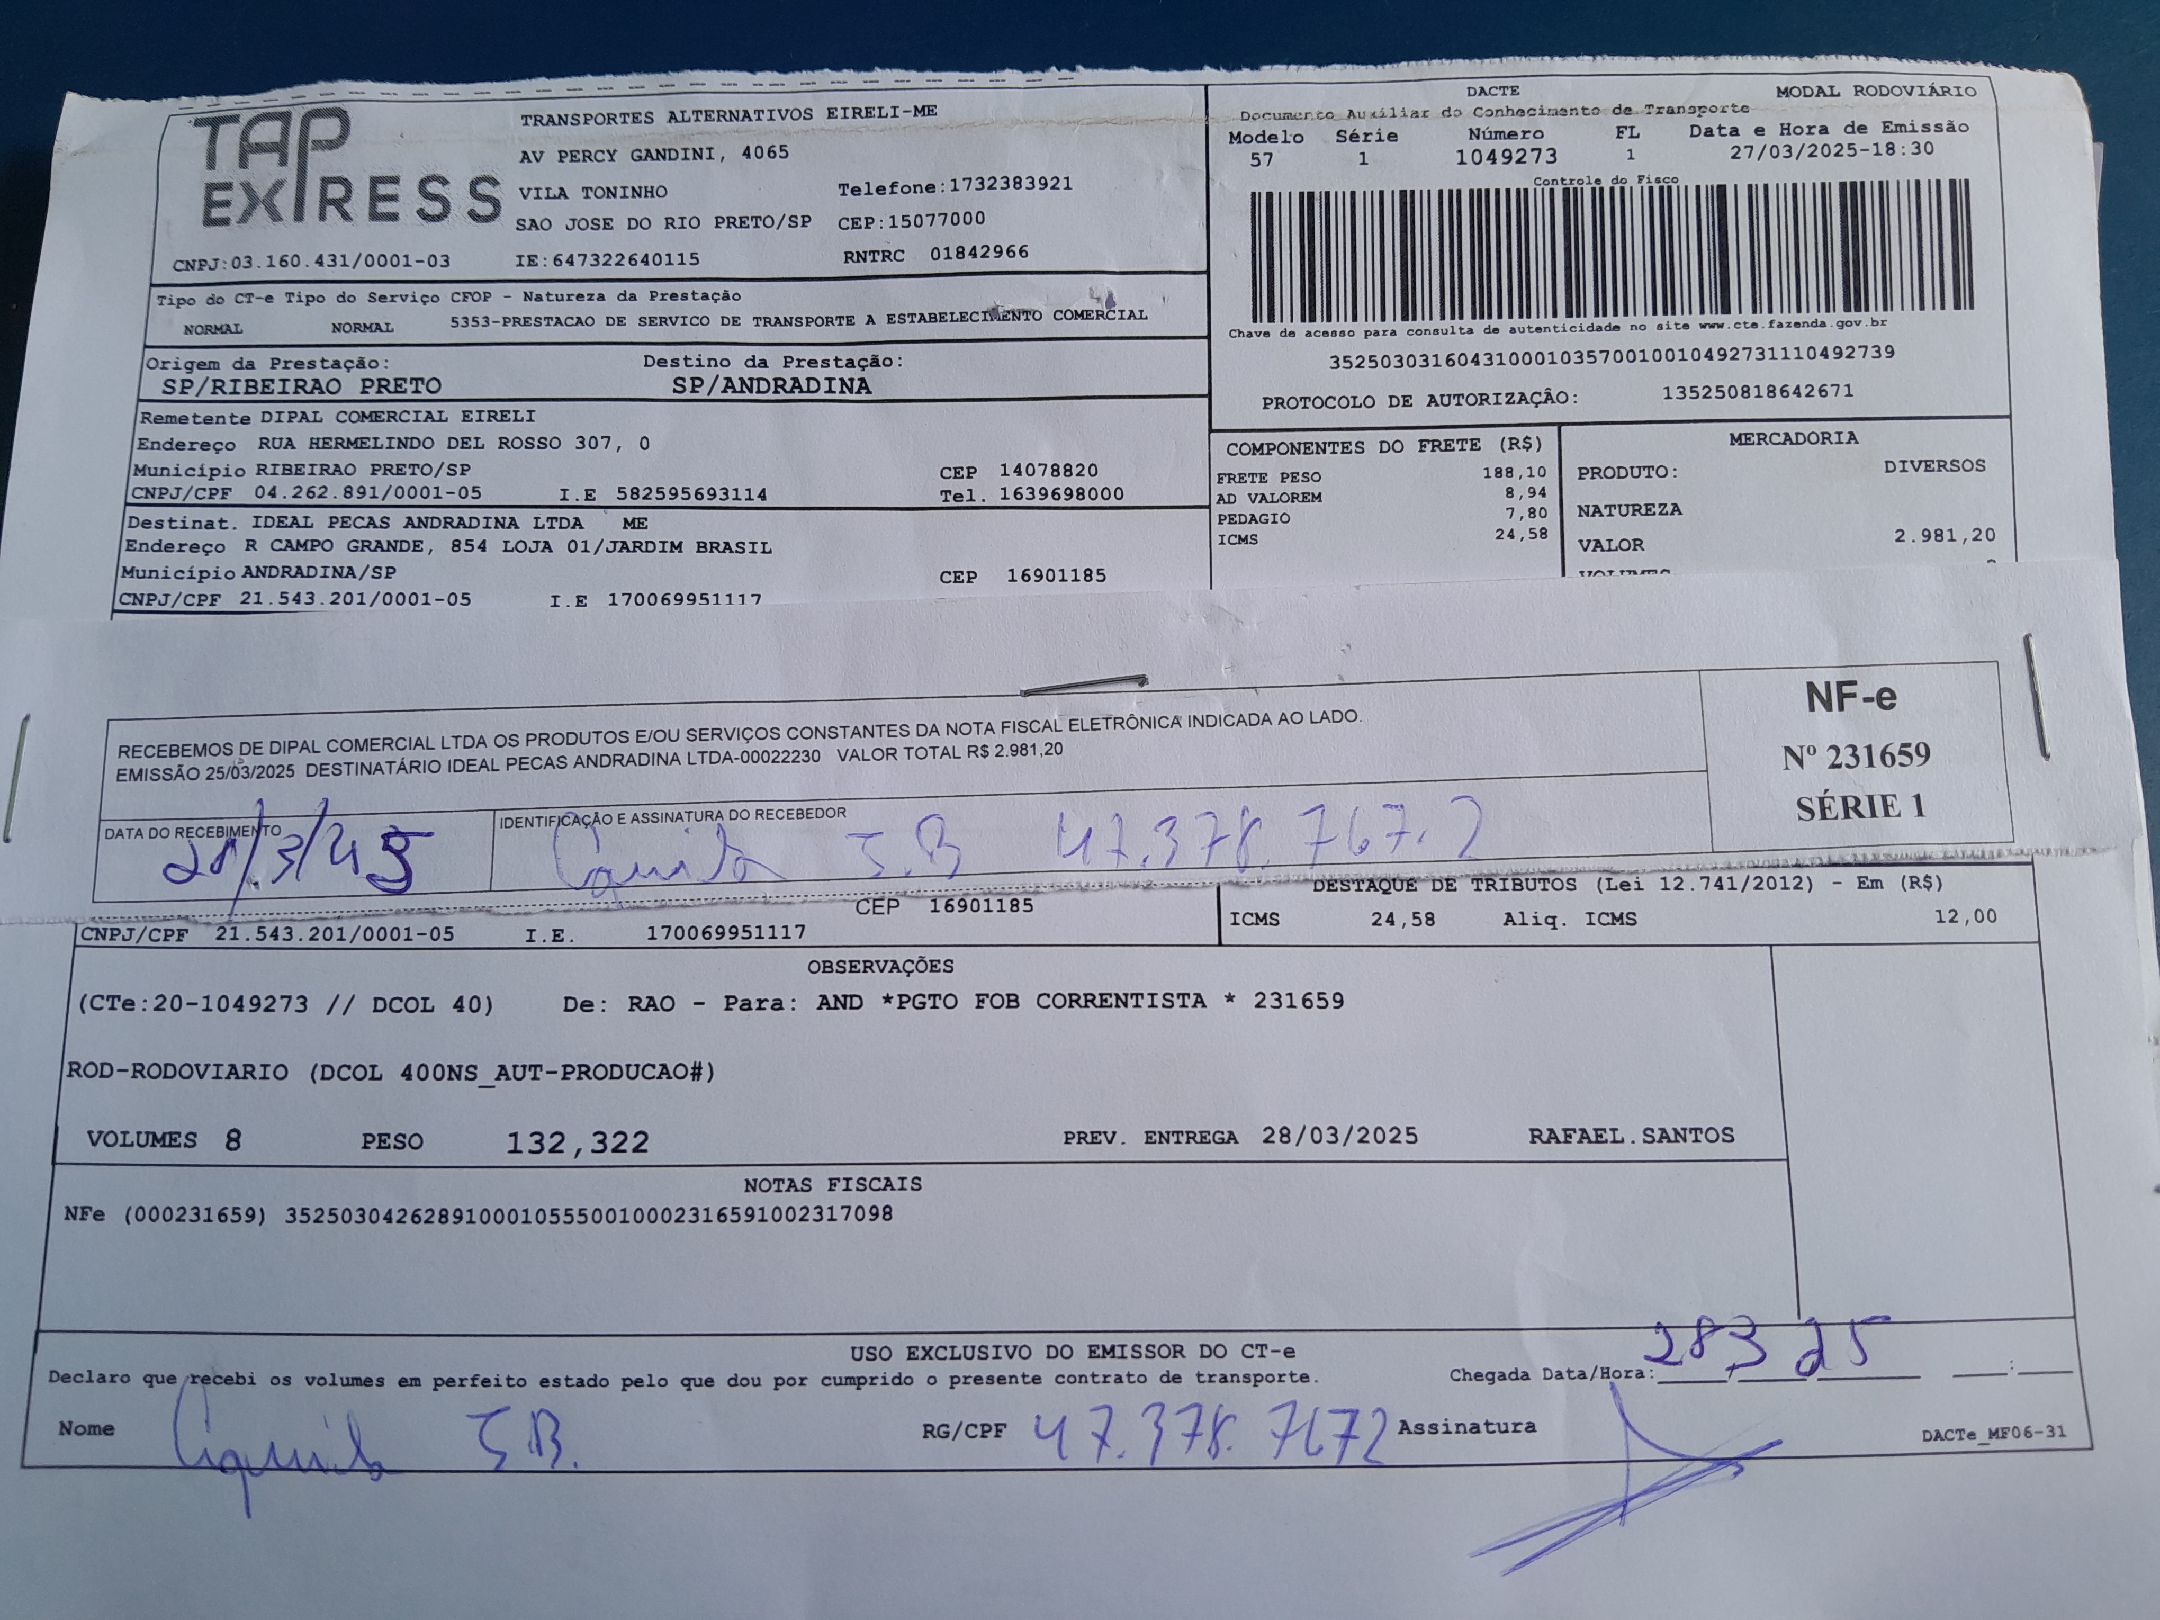 TAP EXPRESS
TRANSPORTES ALTERNATIVOS EIRELI-ME
AV PERCY GANDINI, 4065
VILA TONINHO Telefone:1732383921
SAO JOSE DO RIO PRETO/SP CEP:15077000
CNPJ:03.160.431/0001-03 IE:647322640115 RNTRC 01842966
DACTE MODAL RODOVIÁRIO
Documento Auxiliar do Conhecimento de Transporte
Modelo Série Número FL Data e Hora de Emissão
57 1 1049273 1 27/03/2025-18:30
Controle do Fisco
Chave de acesso para consulta de autenticidade no site www.cte.fazenda.gov.br
35250303160431000103570010010492731110492739
PROTOCOLO DE AUTORIZAÇÃO: 135250818642671
Tipo do CT-e Tipo do Serviço CFOP - Natureza da Prestação
NORMAL NORMAL 5353-PRESTACAO DE SERVICO DE TRANSPORTE A ESTABELECIMENTO COMERCIAL
Origem da Prestação: Destino da Prestação:
SP/RIBEIRAO PRETO SP/ANDRADINA
Remetente DIPAL COMERCIAL EIRELI
Endereço RUA HERMELINDO DEL ROSSO 307, 0
Município RIBEIRAO PRETO/SP CEP 14078820
CNPJ/CPF 04.262.891/0001-05 I.E 582595693114 Tel. 1639698000
Destinat. IDEAL PECAS ANDRADINA LTDA ME
Endereço R CAMPO GRANDE, 854 LOJA 01/JARDIM BRASIL
Município ANDRADINA/SP CEP 16901185
CNPJ/CPF 21.543.201/0001-05 I.E 170069951117
COMPONENTES DO FRETE (R$)
FRETE PESO 188,10
AD VALOREM 8,94
PEDAGIO 7,80
ICMS 24,58
MERCADORIA
PRODUTO: DIVERSOS
NATUREZA
VALOR 2.981,20
VOLUMES
RECEBEMOS DE DIPAL COMERCIAL LTDA OS PRODUTOS E/OU SERVIÇOS CONSTANTES DA NOTA FISCAL ELETRÔNICA INDICADA AO LADO.
EMISSÃO 25/03/2025 DESTINATÁRIO IDEAL PECAS ANDRADINA LTDA-00022230 VALOR TOTAL R$ 2.981,20
NF-e
Nº 231659
SÉRIE 1
DATA DO RECEBIMENTO IDENTIFICAÇÃO E ASSINATURA DO RECEBEDOR
47.378.767.2
CEP 16901185
CNPJ/CPF 21.543.201/0001-05 I.E. 170069951117
DESTAQUE DE TRIBUTOS (Lei 12.741/2012) - Em (R$)
ICMS 24,58 Aliq. ICMS 12,00
OBSERVAÇÕES
(CTe:20-1049273 // DCOL 40) De: RAO - Para: AND *PGTO FOB CORRENTISTA * 231659
ROD-RODOVIARIO (DCOL 400NS_AUT-PRODUCAO#)
VOLUMES 8 PESO 132,322 PREV. ENTREGA 28/03/2025 RAFAEL.SANTOS
NOTAS FISCAIS
NFe (000231659) 35250304262891000105550010002316591002317098
USO EXCLUSIVO DO EMISSOR DO CT-e
Declaro que recebi os volumes em perfeito estado pelo que dou por cumprido o presente contrato de transporte. Chegada Data/Hora: 28 3 25
Nome RG/CPF 47.378.7672 Assinatura
DACTe_MF06-31